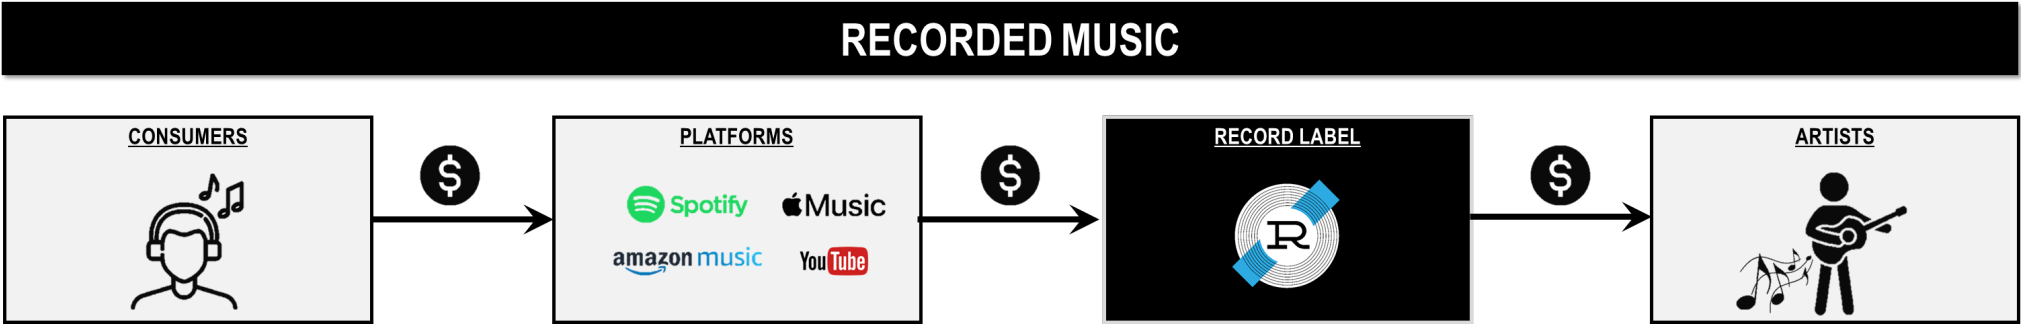 RECORDED MUSIC
CONSUMERS
$
PLATFORMS
Spotify
Music
amazon music
YouTube
$
RECORD LABEL
R
$
ARTISTS